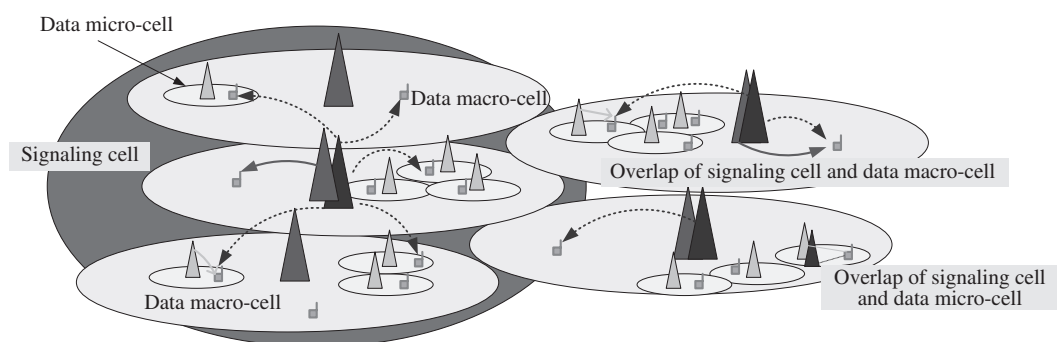 Data micro-cell
Data macro-cell
Signaling cell
Overlap of signaling cell and data macro-cell
Data macro-cell
Overlap of signaling cell
and data micro-cell